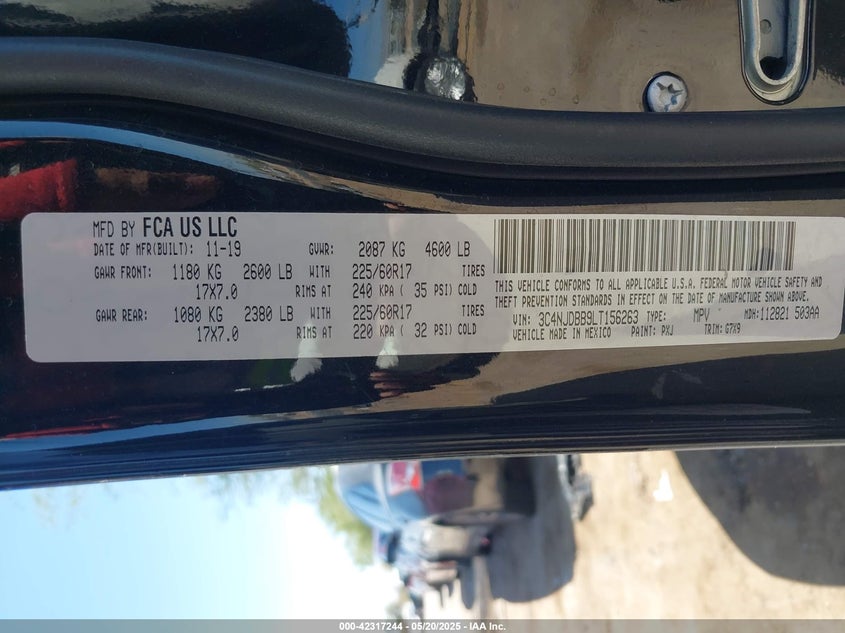 MFD BY FCA US LLC
DATE OF MFR(BUILT): 11-19 GVWR: 2087 KG 4600 LB
GAWR FRONT: 1180 KG 2600 LB WITH 225/60R17 TIRES
17X7.0 RIMS AT 240 KPA ( 35 PSI) COLD
GAWR REAR: 1080 KG 2380 LB WITH 225/60R17 TIRES
17X7.0 RIMS AT 220 KPA ( 32 PSI) COLD
THIS VEHICLE CONFORMS TO ALL APPLICABLE U.S.A. FEDERAL MOTOR VEHICLE SAFETY AND
THEFT PREVENTION STANDARDS IN EFFECT ON THE DATE OF MANUFACTURE SHOWN ABOVE.
VIN: 3C4NJDBB9LT156263 TYPE: MPV MDH: 112821 503AA
VEHICLE MADE IN MEXICO PAINT: PXJ TRIM: G7X9
000-42317244 — 05/20/2025 — IAA, Inc.